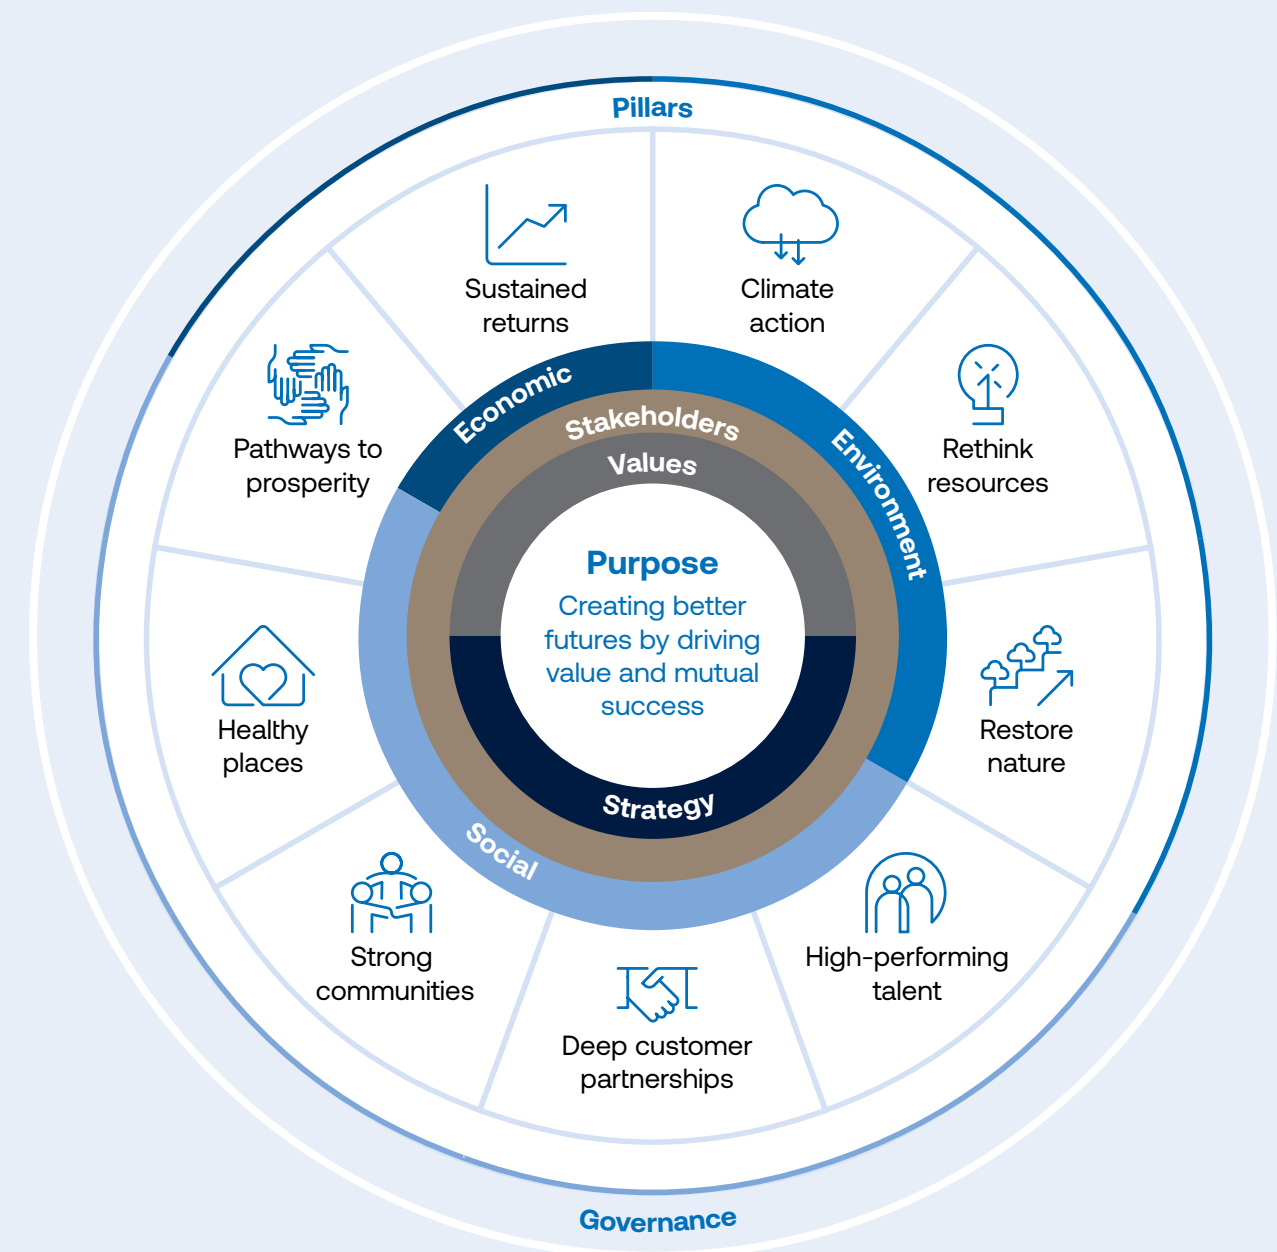 Pillars
Sustained
returns
Climate
action
Pathways to
prosperity
Rethink
resources
Economic
Stakeholders
Values
Environment
Purpose
Creating better
futures by driving
value and mutual
success
Healthy
places
Restore
nature
Strategy
Social
Strong
communities
High-performing
talent
Deep customer
partnerships
Governance